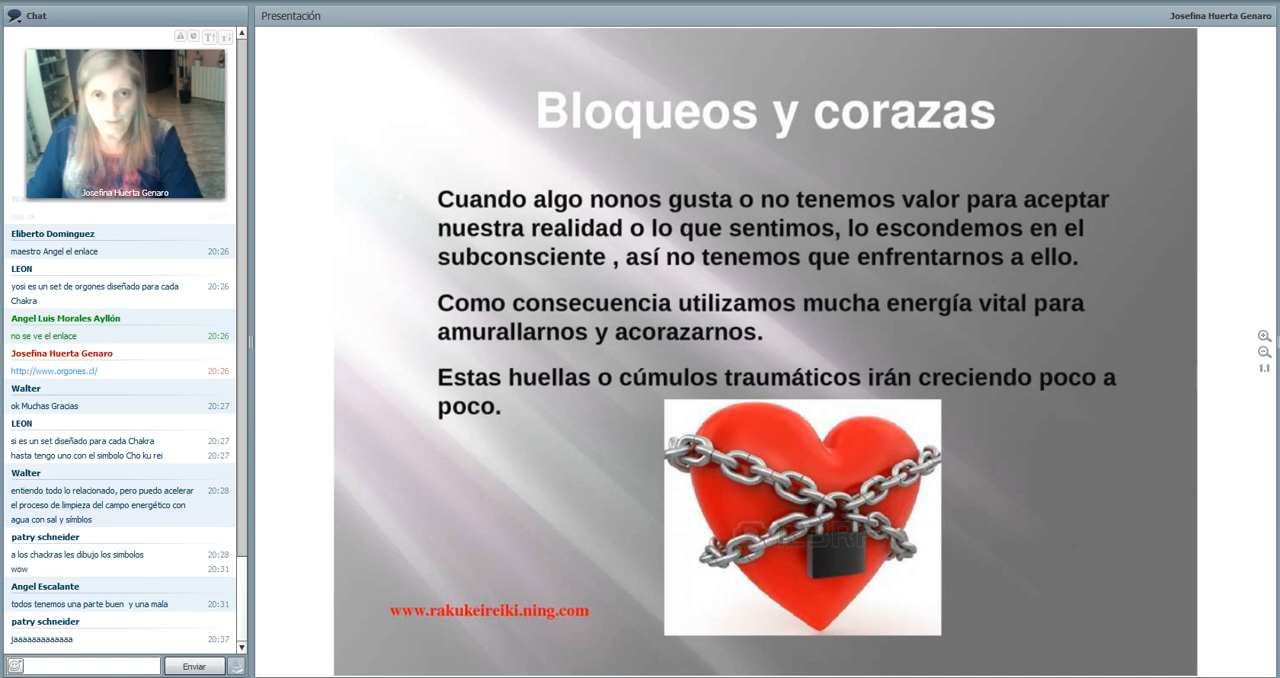 Chat
Josefina Huerta Genaro
20:26
Eliberto Dominguez
maestro Angel el enlace 20:26
LEON
yosi es un set de orgones diseñado para cada 20:26
Chakra
Angel Luis Morales Ayllón
no se ve el enlace 20:26
Josefina Huerta Genaro
http://www.orgones.cl/ 20:26
Walter
ok Muchas Gracias 20:27
LEON
si es un set diseñado para cada Chakra 20:27
hasta tengo uno con el simbolo Cho ku rei 20:27
Walter
entiendo todo lo relacionado, pero puedo acelerar 20:28
el proceso de limpieza del campo energético con
agua con sal y símblos
patry schneider
a los chackras les dibujo los simbolos 20:28
wow 20:31
Angel Escalante
todos tenemos una parte buen y una mala 20:31
patry schneider
jaaaaaaaaaaaaa 20:37
Enviar
Presentación
Josefina Huerta Genaro
Bloqueos y corazas
Cuando algo nonos gusta o no tenemos valor para aceptar
nuestra realidad o lo que sentimos, lo escondemos en el
subconsciente , así no tenemos que enfrentarnos a ello.
Como consecuencia utilizamos mucha energía vital para
amurallarnos y acorazarnos.
Estas huellas o cúmulos traumáticos irán creciendo poco a
poco.
www.rakukeireiki.ning.com
1.1